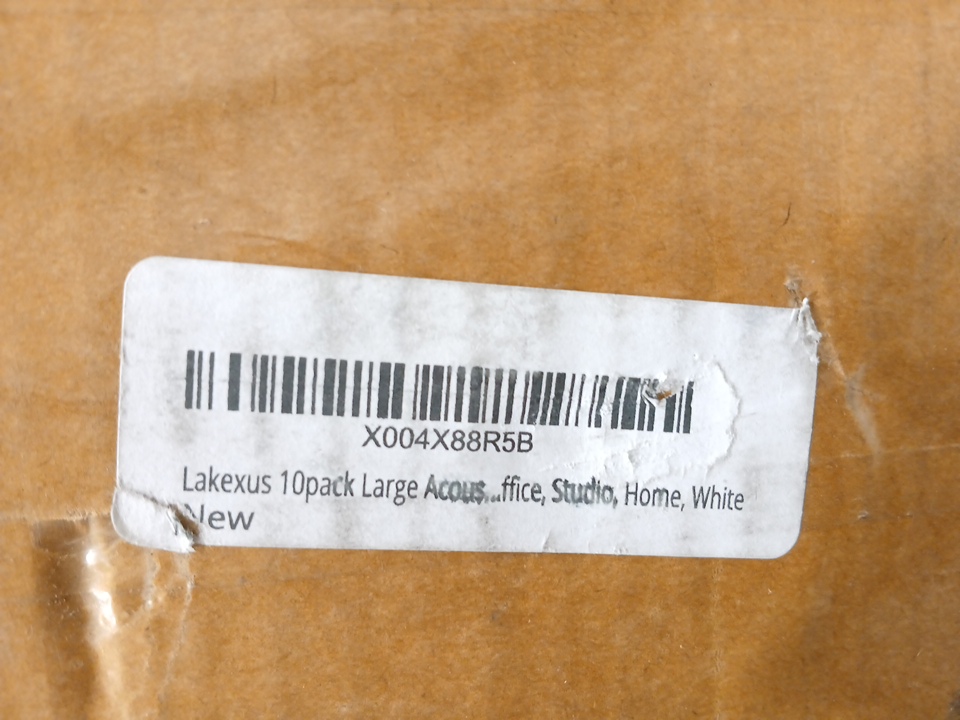 X004X88R5B
Lakexus 10pack Large Acous...ffice, Studio, Home, White
New